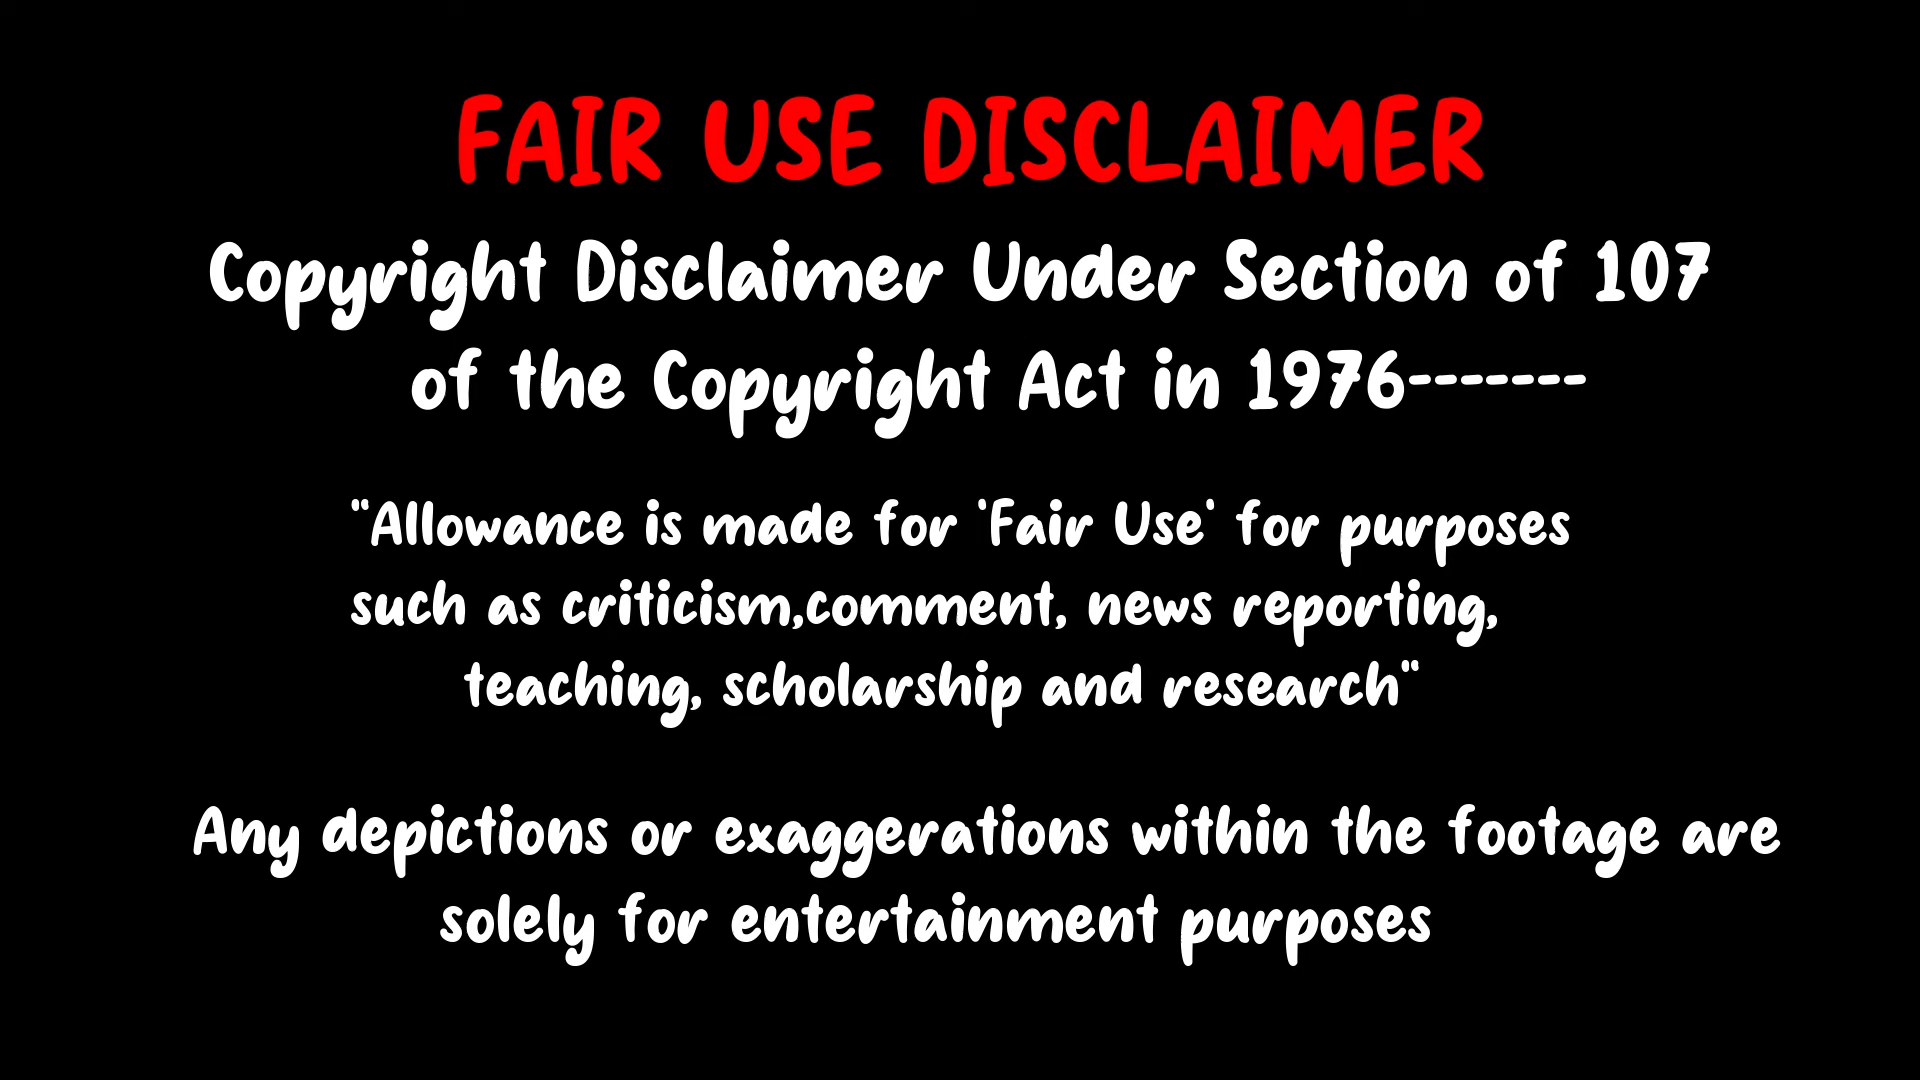 FAIR USE DISCLAIMER
Copyright Disclaimer Under Section of 107
of the Copyright Act in 1976-------
"Allowance is made for 'Fair Use' for purposes
such as criticism,comment, news reporting,
teaching, scholarship and research"
Any depictions or exaggerations within the footage are
solely for entertainment purposes